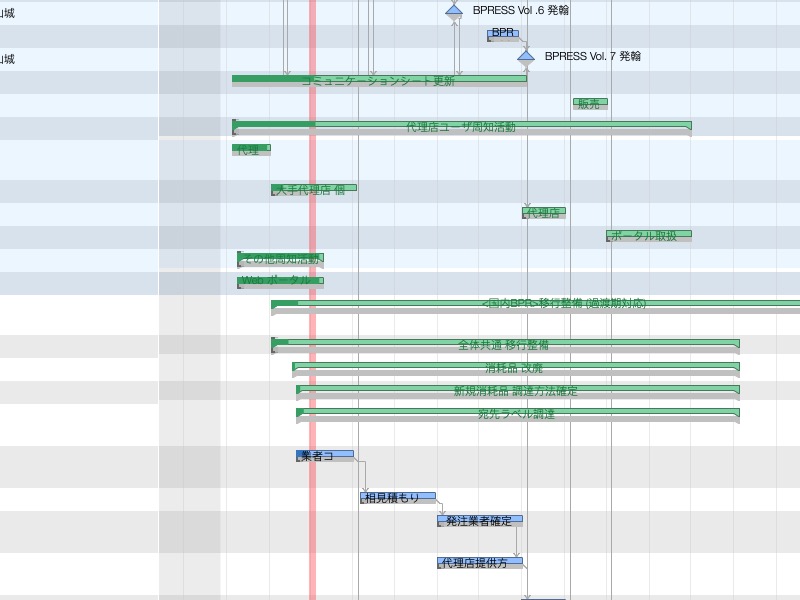 山城
BPRESS Vol .6 発翰
BPR
山城
BPRESS Vol. 7 発翰
コミュニケーションシート更新
販売
代理店ユーザ周知活動
代理
大手代理店 個
代理店
ポータル取扱
その他周知活動
Web ポータル
<国内BPR>移行整備 (過渡期対応)
全体共通 移行整備
消耗品 改廃
新規消耗品 調達方法確定
宛先ラベル調達
業者コ
相見積もり
発注業者確定
代理店提供方